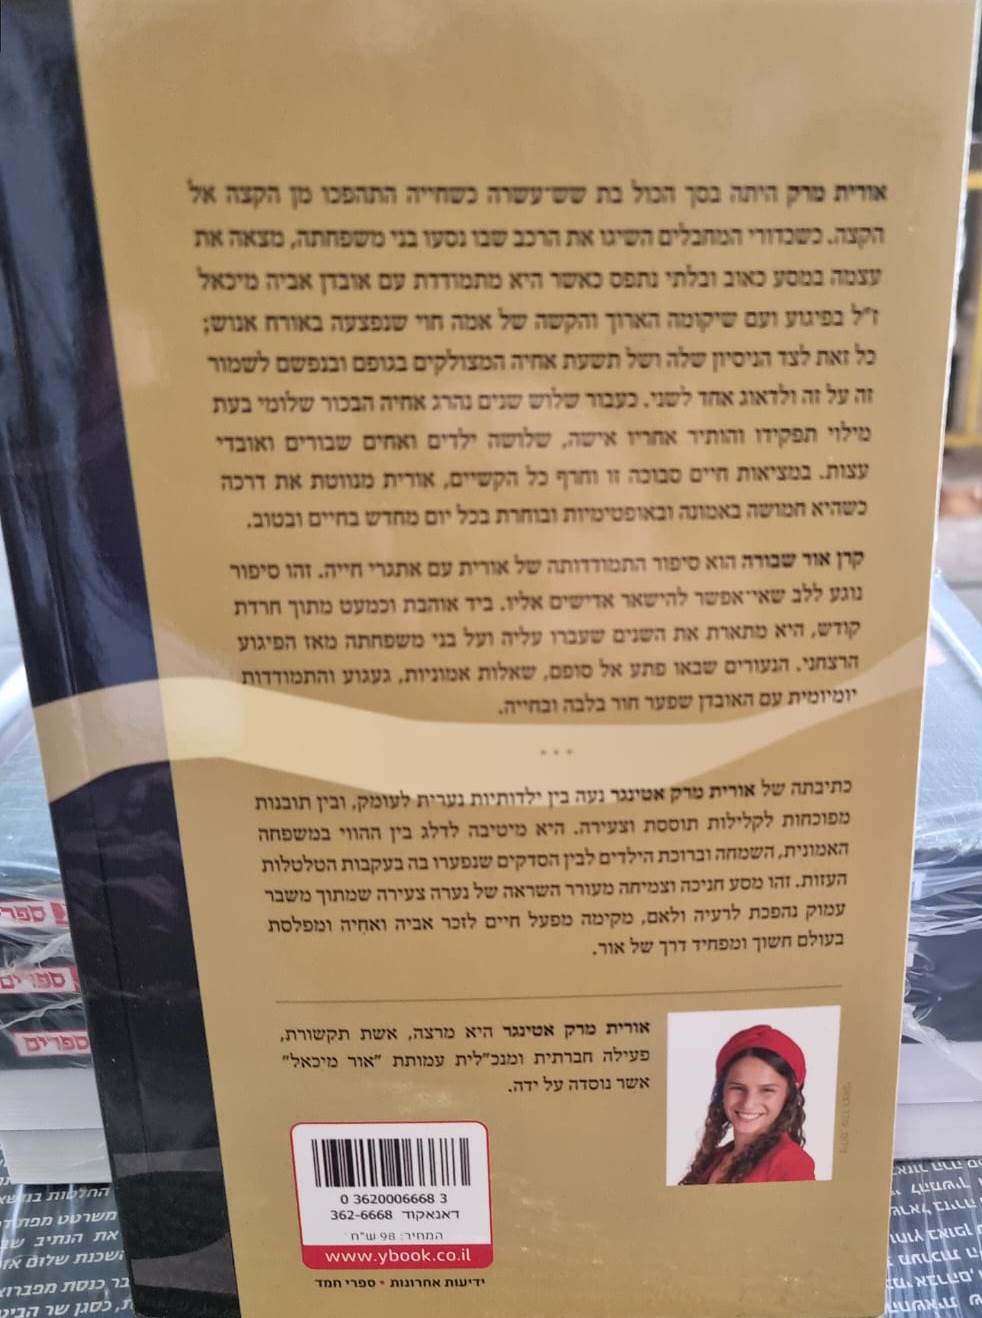 אורית מרק היתה בסך הכול בת שש־עשרה כשחייה התהפכו מן הקצה אל
הקצה. כשכדורי המחבלים השיגו את הרכב שבו נסעו בני משפחתה, מצאה את
עצמה במסע כאוב ובלתי נתפס כאשר היא מתמודדת עם אובדן אביה מיכאל
ז"ל בפיגוע ועם שיקומה הארוך והקשה של אמה חוי שנפצעה באורח אנוש;
כל זאת לצד הניסיון שלה ושל תשעת אחיה המצולקים בגופם ובנפשם לשמור
זה על זה ולדאוג אחד לשני. כעבור שלוש שנים נהרג אחיה הבכור שלומי בעת
מילוי תפקידו והותיר אחריו אישה, שלושה ילדים ואחים שבורים ואובדי
עצות. במציאות חיים סבוכה זו וחרף כל הקשיים, אורית מנווטת את דרכה
כשהיא חמושה באמונה ובאופטימיות ובוחרת בכל יום מחדש בחיים ובטוב.
קרן אור שבורה הוא סיפור התמודדותה של אורית עם אתגרי חייה. זהו סיפור
נוגע ללב שאי־אפשר להישאר אדישים אליו. ביד אוהבת וכמעט מתוך חרדת
קודש, היא מתארת את השנים שעברו עליה ועל בני משפחתה מאז הפיגוע
הרצחני. הנעורים שבאו פתע אל סופם, שאלות אמוניות, געגוע והתמודדות
יומיומית עם האובדן שפער חור בלבה ובחייה.
* * *
כתיבתה של אורית מרק אטינגר נעה בין ילדותיות נערית לעומק, ובין תובנות
מפוכחות לקלילות תוססת וצעירה. היא מיטיבה לדלג בין ההווי במשפחה
האמונית, השמחה וברוכת הילדים לבין הסדקים שנפערו בה בעקבות הטלטלות
העזות. זהו מסע חניכה וצמיחה מעורר השראה של נערה צעירה שמתוך משבר
עמוק נהפכת לרעיה ולאם, מקימה מפעל חיים לזכר אביה ואחיה ומפלסת
בעולם חשוך ומפחיד דרך של אור.
אורית מרק אטינגר היא מרצה, אשת תקשורת,
פעילה חברתית ומנכ"לית עמותת "אור מיכאל"
אשר נוסדה על ידה.
0 3620006668 3
דאנאקוד 362-6668
המחיר: 98 ש"ח
www.ybook.co.il
ידיעות אחרונות • ספרי חמד
ספרי
ספרים
ספרים
משרטט מפת
את הנתיב